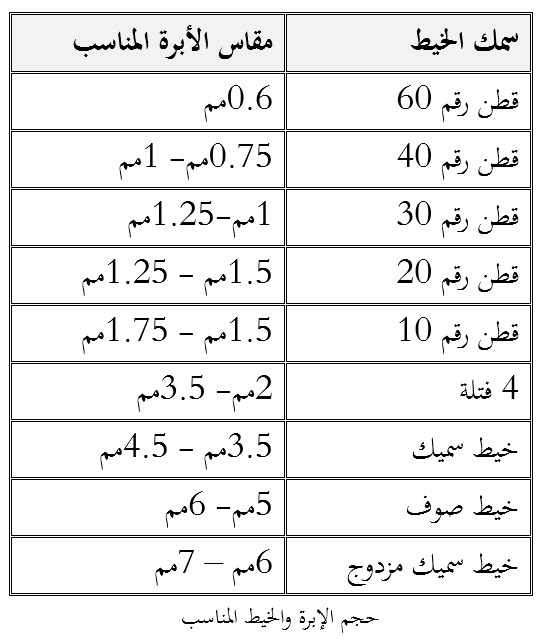 سمك الخيط مقاس الأبرة المناسب
قطن رقم 60 0.6مم
قطن رقم 40 0.75مم- 1مم
قطن رقم 30 1مم-1.25مم
قطن رقم 20 1.5مم - 1.25مم
قطن رقم 10 1.5مم - 1.75مم
4 فتلة 2مم- 3.5مم
خيط سميك 3.5مم - 4.5مم
خيط صوف 5مم- 6مم
خيط سميك مزدوج 6مم – 7مم
حجم الإبرة والخيط المناسب